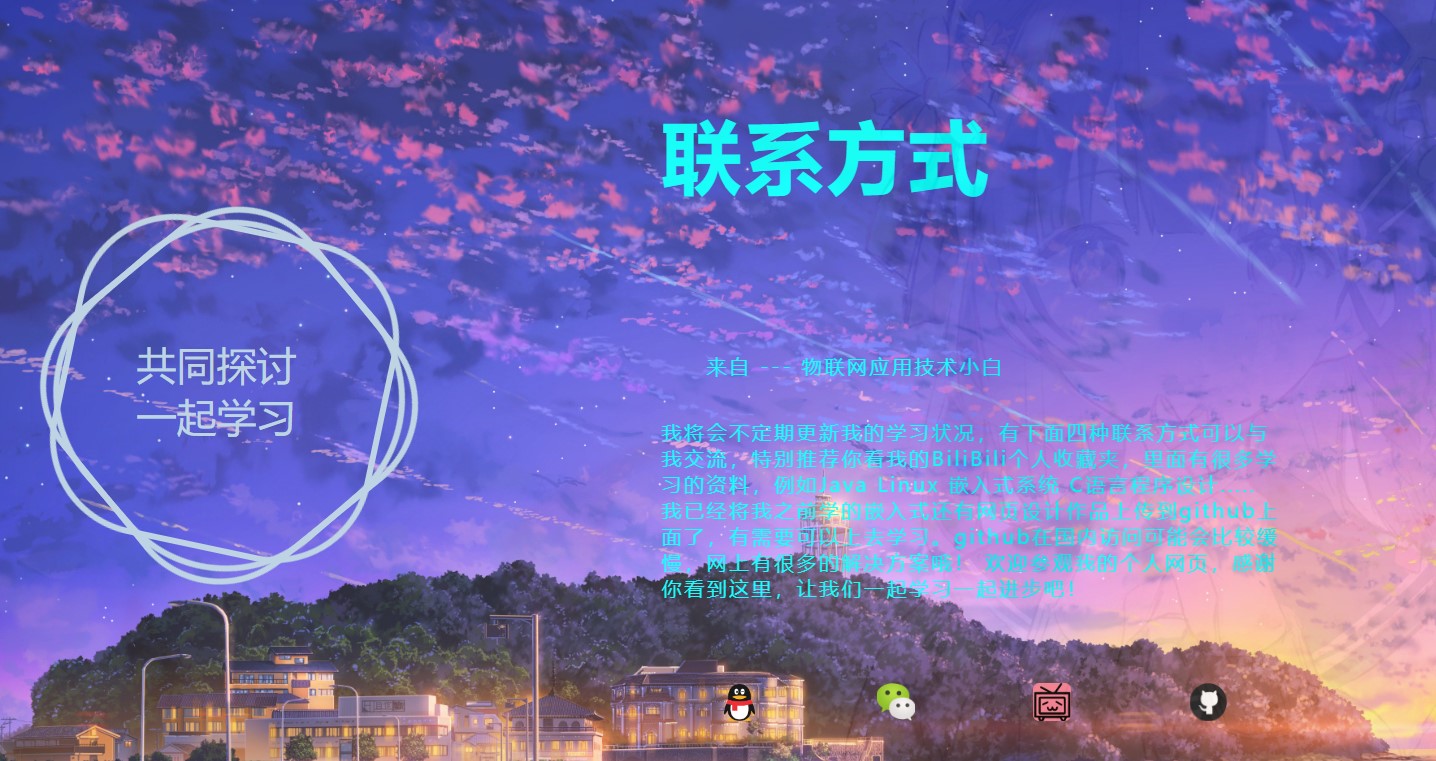 联系方式
共同探讨
一起学习
来自 --- 物联网应用技术小白
我将会不定期更新我的学习状况，有下面四种联系方式可以与
我交流，特别推荐你看我的BiliBili个人收藏夹，里面有很多学
习的资料，例如Java Linux 嵌入式系统 C语言程序设计......
我已经将我之前学的嵌入式还有网页设计作品上传到github上
面了，有需要可以上去学习。github在国内访问可能会比较缓
慢，网上有很多的解决方案哦！ 欢迎参观我的个人网页，感谢
你看到这里，让我们一起学习一起进步吧！